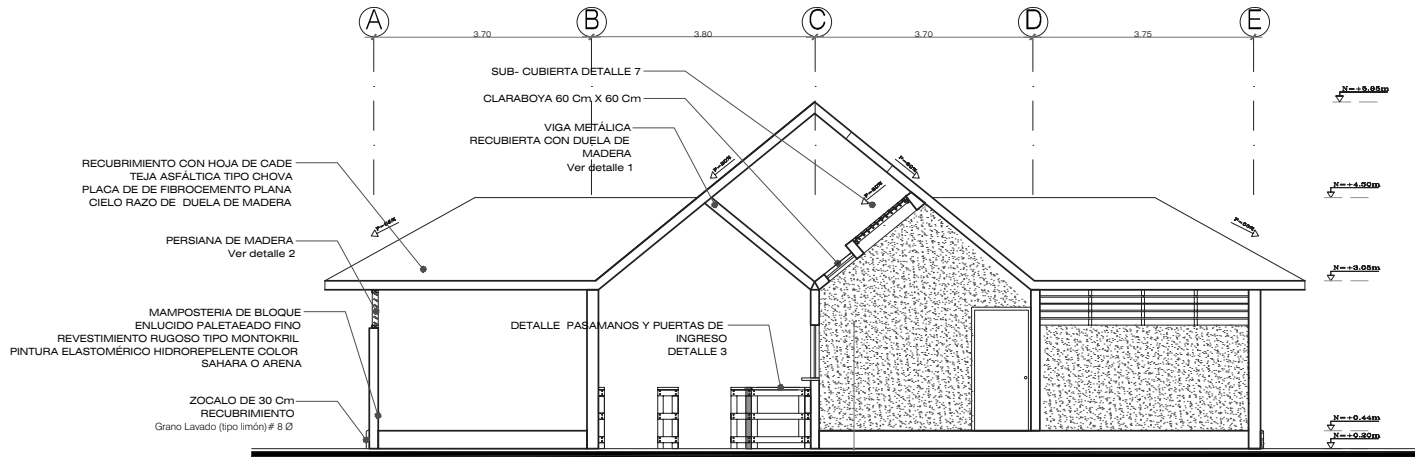 A B C D E
3.70 3.80 3.70 3.75
SUB- CUBIERTA DETALLE 7
CLARABOYA 60 Cm X 60 Cm
VIGA METÁLICA
RECUBIERTA CON DUELA DE
MADERA
Ver detalle 1
RECUBRIMIENTO CON HOJA DE CADE
TEJA ASFÁLTICA TIPO CHOVA
PLACA DE DE FIBROCEMENTO PLANA
CIELO RAZO DE DUELA DE MADERA
PERSIANA DE MADERA
Ver detalle 2
MAMPOSTERIA DE BLOQUE
ENLUCIDO PALETAEADO FINO
REVESTIMIENTO RUGOSO TIPO MONTOKRIL
PINTURA ELASTOMÉRICO HIDROREPELENTE COLOR
SAHARA O ARENA
DETALLE PASAMANOS Y PUERTAS DE
INGRESO
DETALLE 3
ZOCALO DE 30 Cm
RECUBRIMIENTO
Grano Lavado (tipo limón)# 8 Ø
N=+4.50m
N=+3.05m
N=+0.44m
N=+0.20m